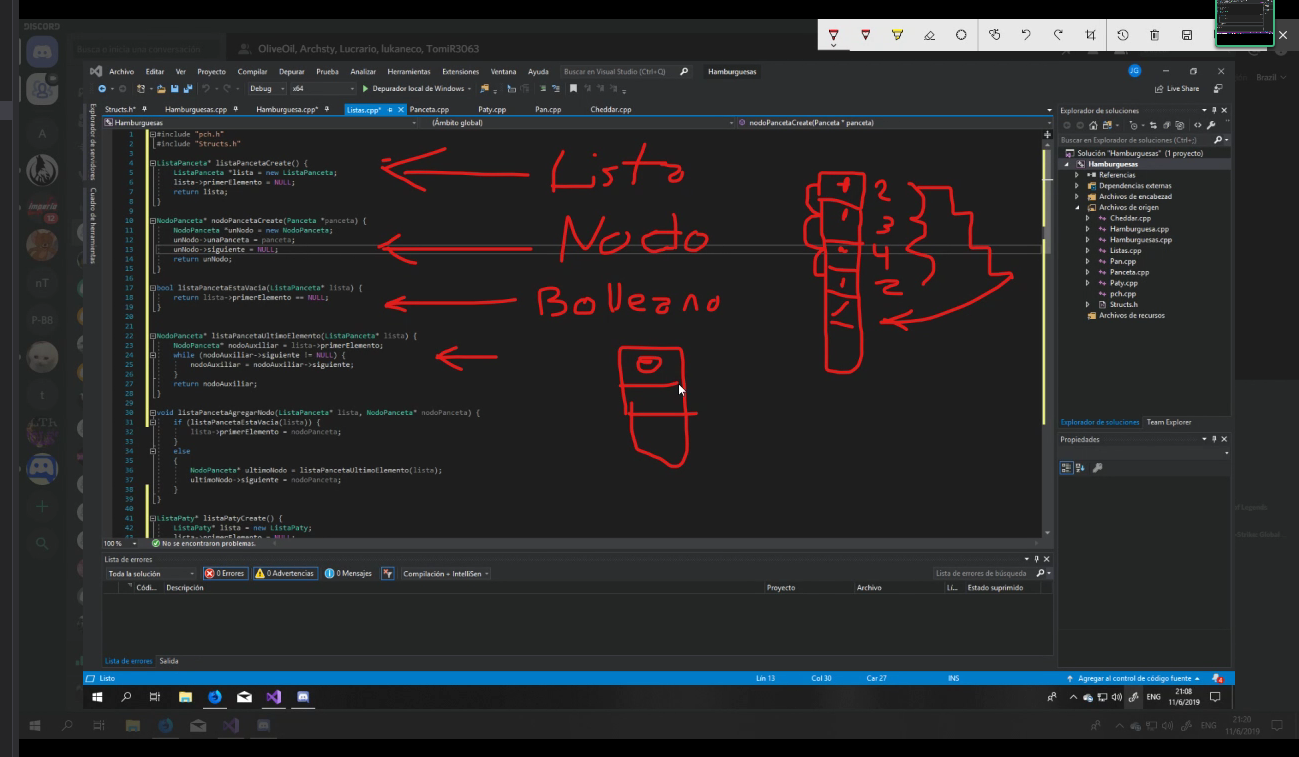 DISCORD
Busca o inicia una conversación
OliveOil, Archsty, Lucrario, lukaneco, TomiR3063
Brazil
Archivo Editar Ver Proyecto Compilar Depurar Prueba Analizar Herramientas Extensiones Ventana Ayuda Buscar en Visual Studio (Ctrl+Q) Hamburguesas JG
Debug x64 Depurador local de Windows Live Share
Structs.h* Hamburguesas.cpp Hamburguesa.cpp* Listas.cpp* Panceta.cpp Paty.cpp Pan.cpp Cheddar.cpp
Hamburguesas (Ámbito global) nodoPancetaCreate(Panceta * panceta)
Explorador de servidores
Cuadro de herramientas
1 #include "pch.h"
2 #include "Structs.h"
3
4 ListaPanceta* listaPancetaCreate() {
5 ListaPanceta *lista = new ListaPanceta;
6 lista->primerElemento = NULL;
7 return lista;
8 }
9
10 NodoPanceta* nodoPancetaCreate(Panceta *panceta) {
11 NodoPanceta *unNodo = new NodoPanceta;
12 unNodo->unaPanceta = panceta;
13 unNodo->siguiente = NULL;
14 return unNodo;
15 }
16
17 bool listaPancetaEstaVacia(ListaPanceta* lista) {
18 return lista->primerElemento == NULL;
19 }
20
21
22 NodoPanceta* listaPancetaUltimoElemento(ListaPanceta* lista) {
23 NodoPanceta* nodoAuxiliar = lista->primerElemento;
24 while (nodoAuxiliar->siguiente != NULL) {
25 nodoAuxiliar = nodoAuxiliar->siguiente;
26 }
27 return nodoAuxiliar;
28 }
29
30 void listaPancetaAgregarNodo(ListaPanceta* lista, NodoPanceta* nodoPanceta) {
31 if (listaPancetaEstaVacia(lista)) {
32 lista->primerElemento = nodoPanceta;
33 }
34 else
35 {
36 NodoPanceta* ultimoNodo = listaPancetaUltimoElemento(lista);
37 ultimoNodo->siguiente = nodoPanceta;
38 }
39 }
40
41 ListaPaty* listaPatyCreate() {
42 ListaPaty* lista = new ListaPaty;
43 lista->primerElemento = NULL;
Lista
Nodo
Bolleano
2
3
4
2
Explorador de soluciones
Buscar en Explorador de soluciones (Ctrl+;)
Solución "Hamburguesas" (1 proyecto)
Hamburguesas
Referencias
Dependencias externas
Archivos de encabezad
Archivos de origen
Cheddar.cpp
Hamburguesa.cpp
Hamburguesas.cpp
Listas.cpp
Pan.cpp
Panceta.cpp
Paty.cpp
pch.cpp
Structs.h
Archivos de recursos
Explorador de soluciones Team Explorer
Propiedades
100 % No se encontraron problemas.
Lista de errores
Toda la solución 0 Errores 0 Advertencias 0 Mensajes Compilación + IntelliSen Lista de errores de búsqueda
Códi... Descripción Proyecto Archivo Lí... Estado suprimido
Lista de errores Salida
Listo Lín 13 Col 30 Car 27 INS Agregar al control de código fuente 4
ENG 21:08
11/6/2019
ENG 21:20
11/6/2019
A
imperia
52
nT
P-BB
t
LTK